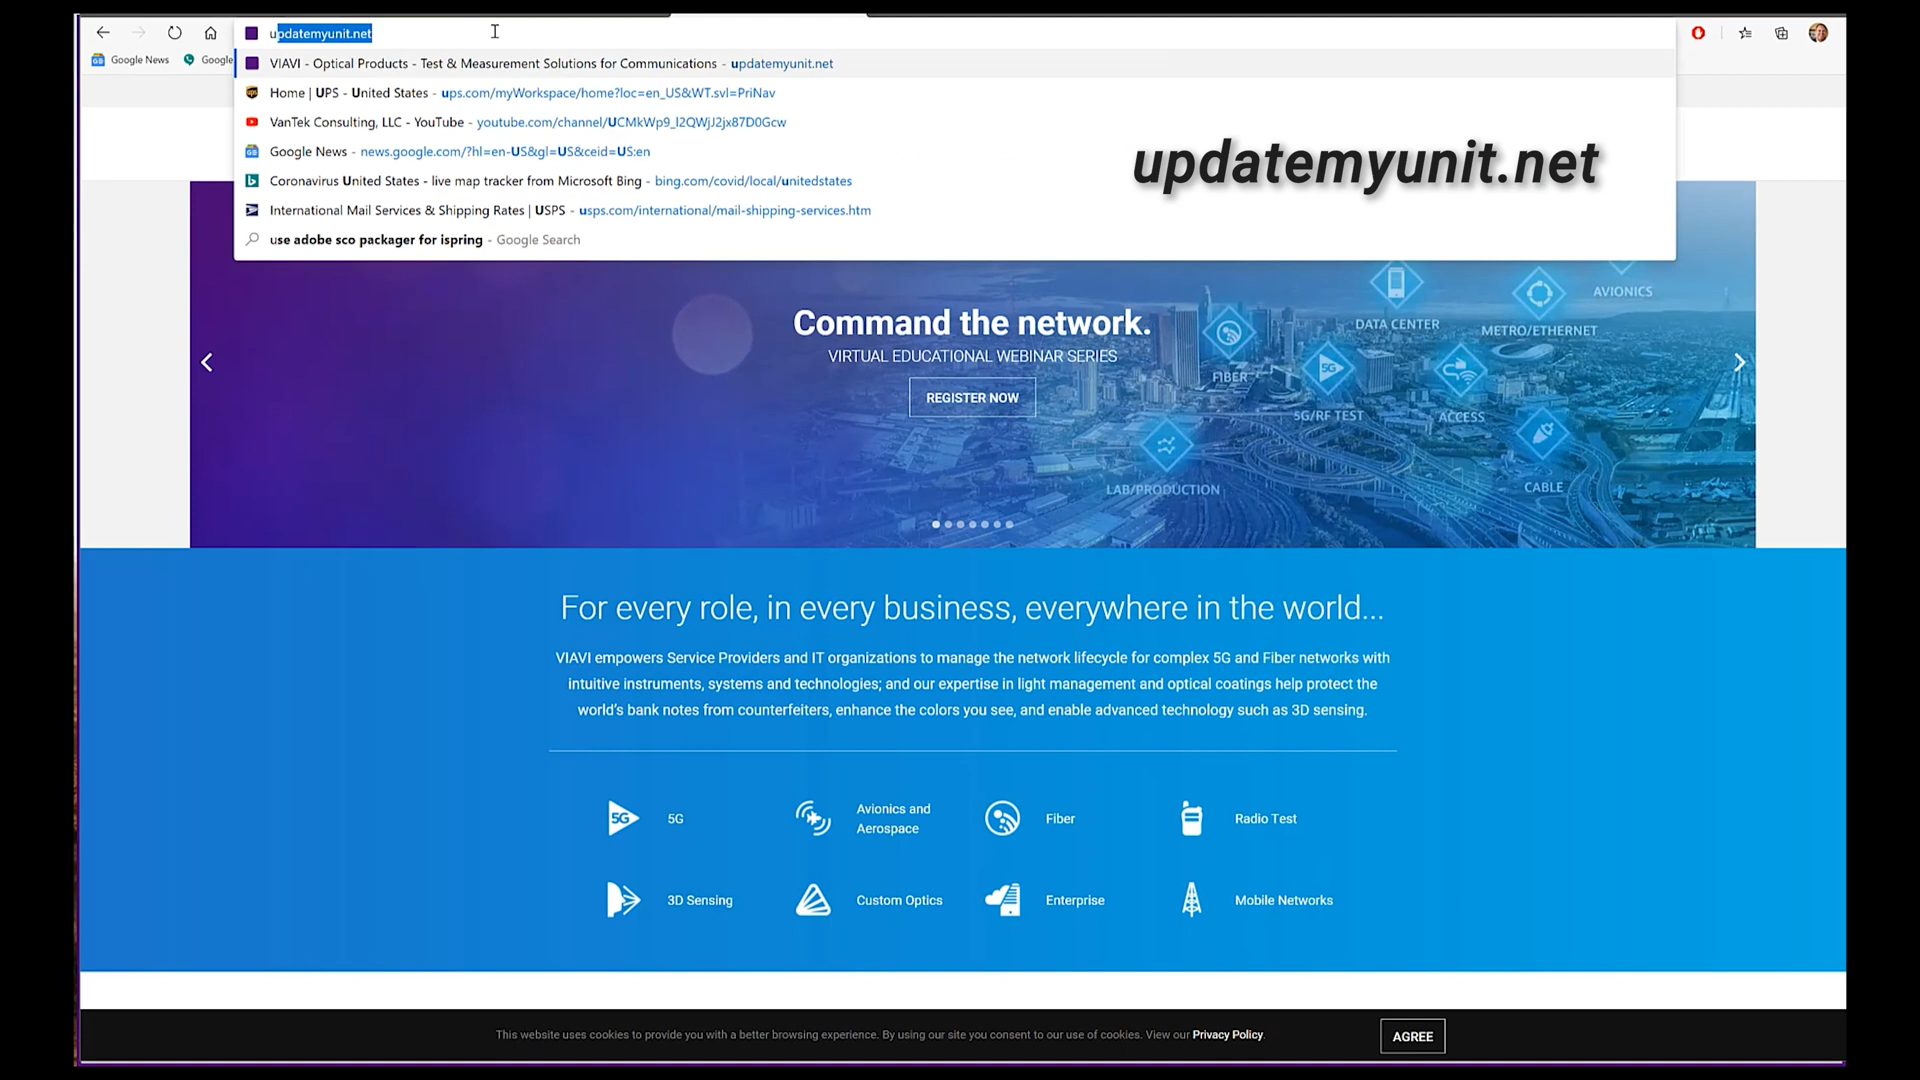 updatemyunit.net
Google News
Google
VIAVI - Optical Products - Test & Measurement Solutions for Communications - updatemyunit.net
Home | UPS - United States - ups.com/myWorkspace/home?loc=en_US&WT.svl=PriNav
VanTek Consulting, LLC - YouTube - youtube.com/channel/UCMkWp9_l2QWjJ2jx87D0Gcw
Google News - news.google.com/?hl=en-US&gl=US&ceid=US:en
Coronavirus United States - live map tracker from Microsoft Bing - bing.com/covid/local/unitedstates
International Mail Services & Shipping Rates | USPS - usps.com/international/mail-shipping-services.htm
use adobe sco packager for ispring - Google Search
updatemyunit.net
Command the network.
VIRTUAL EDUCATIONAL WEBINAR SERIES
REGISTER NOW
AVIONICS
DATA CENTER
METRO/ETHERNET
FIBER
5G
5G/RF TEST
ACCESS
LAB/PRODUCTION
CABLE
For every role, in every business, everywhere in the world...
VIAVI empowers Service Providers and IT organizations to manage the network lifecycle for complex 5G and Fiber networks with
intuitive instruments, systems and technologies; and our expertise in light management and optical coatings help protect the
world's bank notes from counterfeiters, enhance the colors you see, and enable advanced technology such as 3D sensing.
5G
5G
Avionics and
Aerospace
Fiber
Radio Test
3D Sensing
Custom Optics
Enterprise
Mobile Networks
This website uses cookies to provide you with a better browsing experience. By using our site you consent to our use of cookies. View our Privacy Policy.
AGREE